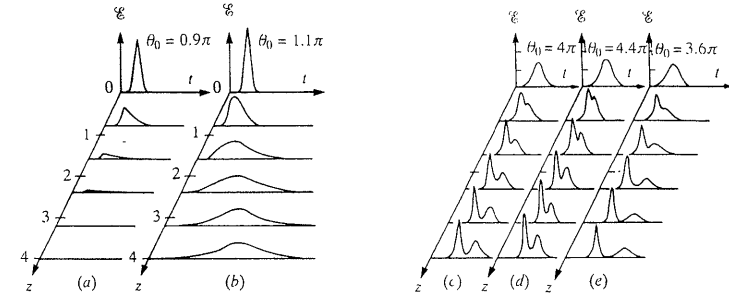 ℰ ℰ ℰ ℰ ℰ
θ₀ = 0.9π θ₀ = 1.1π θ₀ = 4π θ₀ = 4.4π θ₀ = 3.6π
t t t t t
0 0
1 1
2 2
3 3
4 4
z (a) z (b) z (c) z (d) z (e)